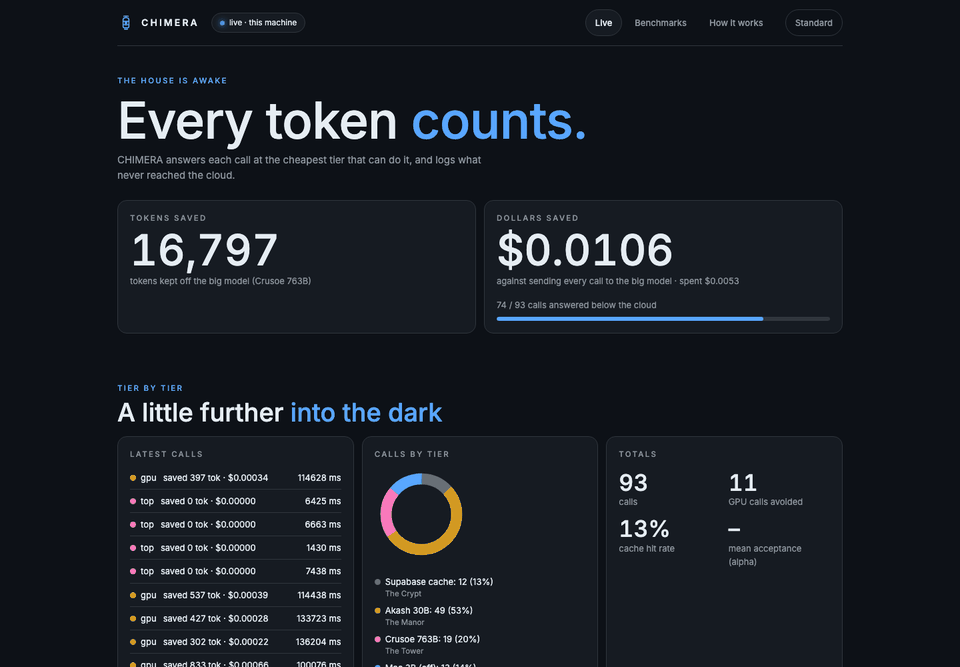 CHIMERA
live · this machine
Live
Benchmarks
How it works
Standard
THE HOUSE IS AWAKE
Every token counts.
CHIMERA answers each call at the cheapest tier that can do it, and logs what
never reached the cloud.
TOKENS SAVED
16,797
tokens kept off the big model (Crusoe 763B)
DOLLARS SAVED
$0.0106
against sending every call to the big model · spent $0.0053
74 / 93 calls answered below the cloud
TIER BY TIER
A little further into the dark
LATEST CALLS
gpu saved 397 tok · $0.00034 114628 ms
top saved 0 tok · $0.00000 6425 ms
top saved 0 tok · $0.00000 6663 ms
top saved 0 tok · $0.00000 1430 ms
top saved 0 tok · $0.00000 7438 ms
gpu saved 537 tok · $0.00039 114438 ms
gpu saved 427 tok · $0.00028 133723 ms
gpu saved 302 tok · $0.00022 136204 ms
gpu saved 833 tok · $0.00066 100076 ms
CALLS BY TIER
Supabase cache: 12 (13%)
The Crypt
Akash 30B: 49 (53%)
The Manor
Crusoe 763B: 19 (20%)
The Tower
TOTALS
93
calls
11
GPU calls avoided
13%
cache hit rate
–
mean acceptance
(alpha)